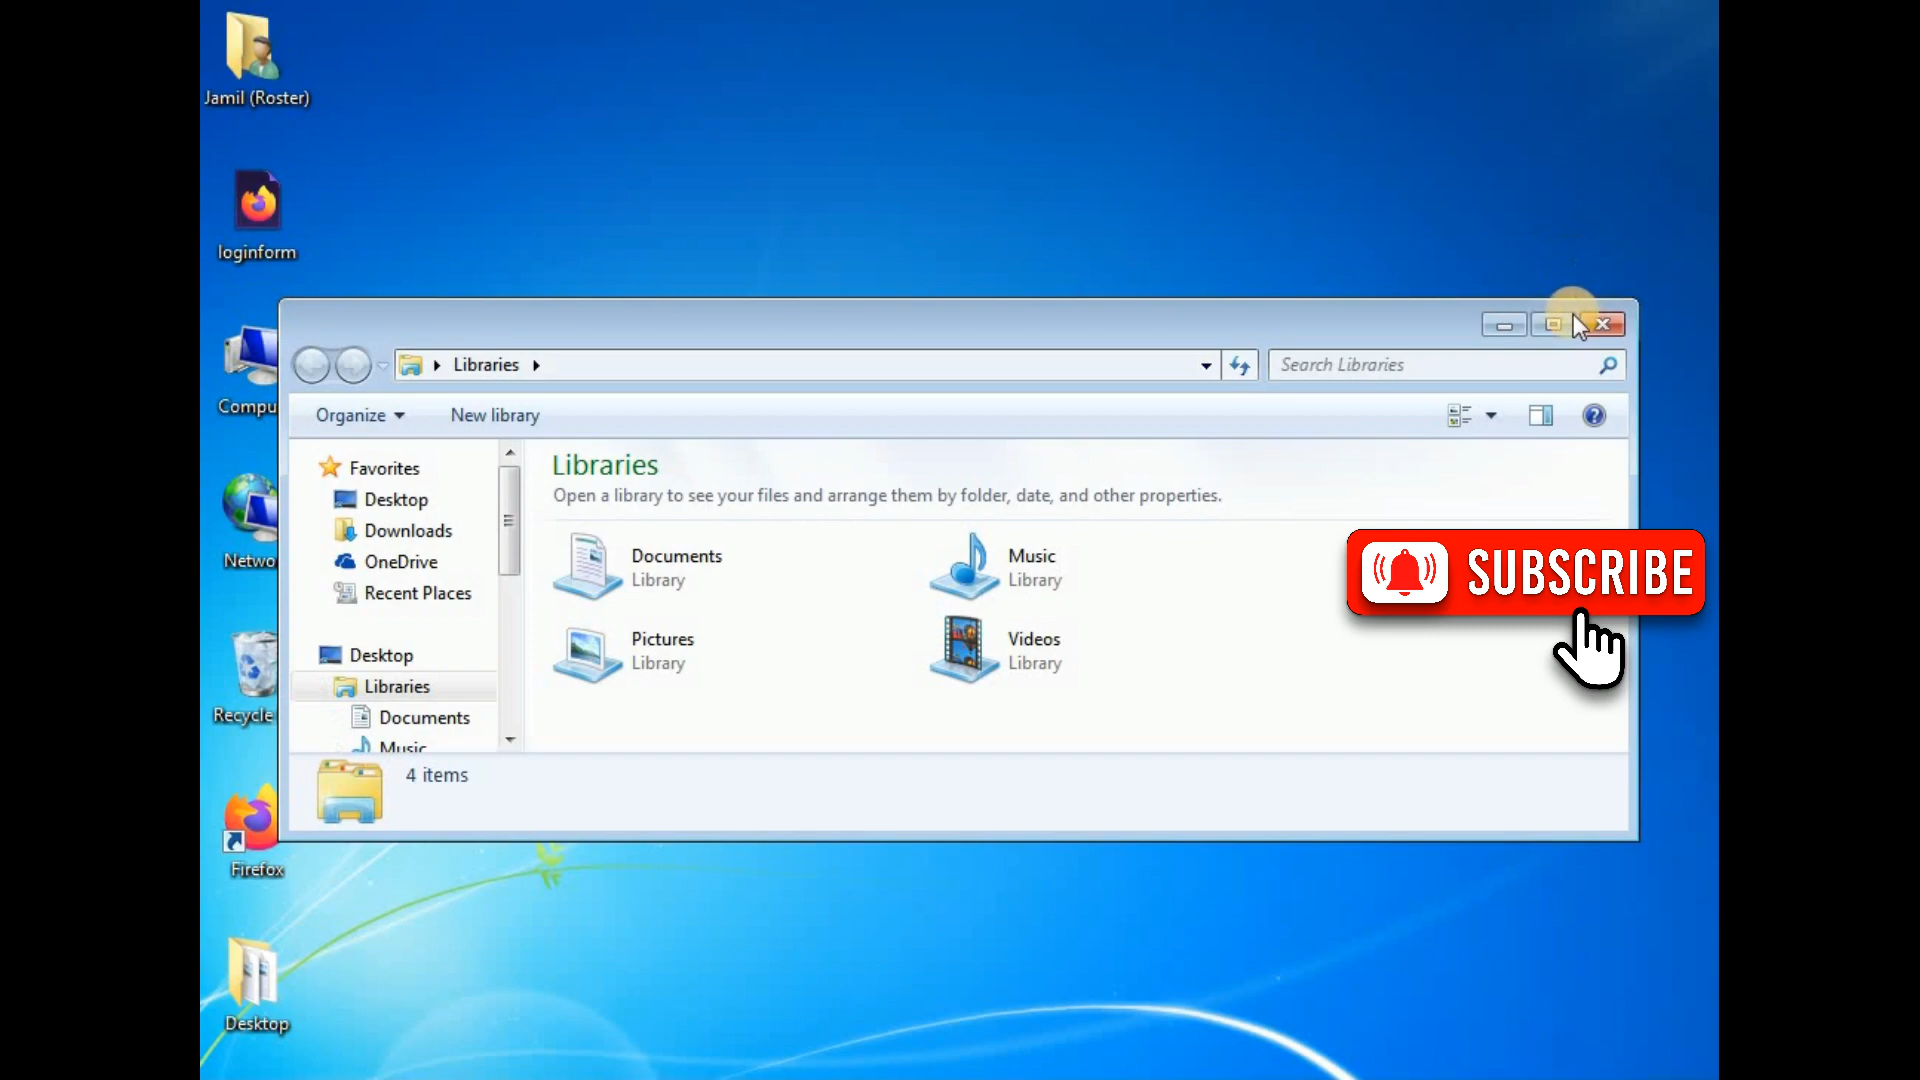 Jamil (Roster)
loginform
Compu
Netwo
Recycle
Firefox
Desktop
Libraries
Search Libraries
Organize
New library
Favorites
Desktop
Downloads
OneDrive
Recent Places
Desktop
Libraries
Documents
Music
Libraries
Open a library to see your files and arrange them by folder, date, and other properties.
Documents
Library
Music
Library
Pictures
Library
Videos
Library
4 items
SUBSCRIBE